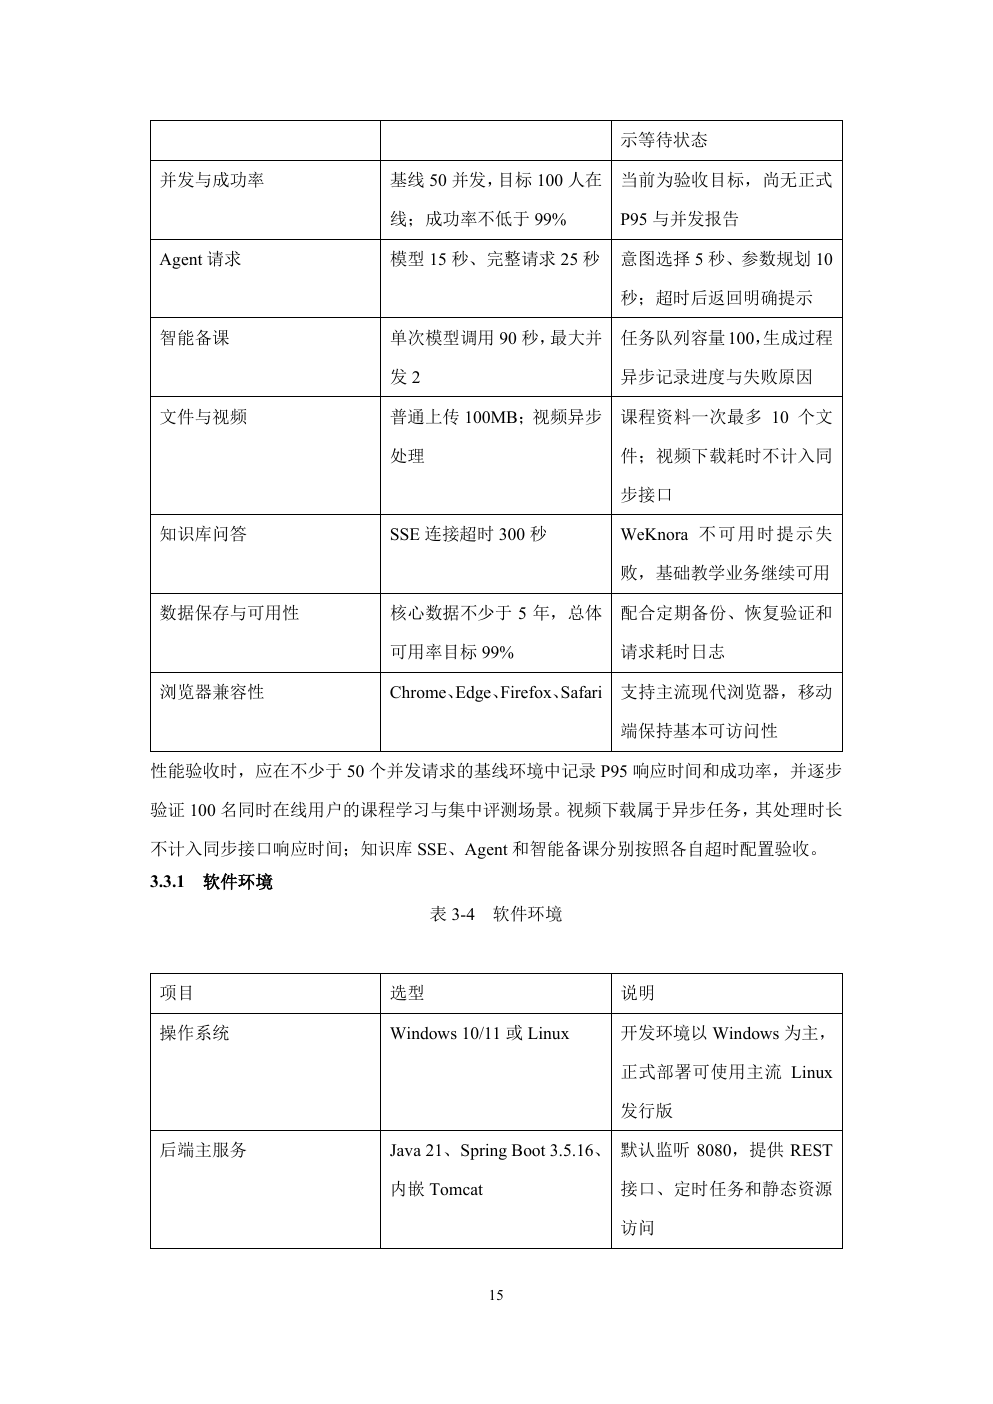 示等待状态
并发与成功率
基线 50 并发，目标 100 人在
线；成功率不低于 99%
当前为验收目标，尚无正式
P95 与并发报告
Agent 请求
模型 15 秒、完整请求 25 秒
意图选择 5 秒、参数规划 10
秒；超时后返回明确提示
智能备课
单次模型调用 90 秒，最大并
发 2
任务队列容量 100，生成过程
异步记录进度与失败原因
文件与视频
普通上传 100MB；视频异步
处理
课程资料一次最多 10 个文
件；视频下载耗时不计入同
步接口
知识库问答
SSE 连接超时 300 秒
WeKnora 不可用时提示失
败，基础教学业务继续可用
数据保存与可用性
核心数据不少于 5 年，总体
可用率目标 99%
配合定期备份、恢复验证和
请求耗时日志
浏览器兼容性
Chrome、Edge、Firefox、Safari
支持主流现代浏览器，移动
端保持基本可访问性
性能验收时，应在不少于 50 个并发请求的基线环境中记录 P95 响应时间和成功率，并逐步
验证 100 名同时在线用户的课程学习与集中评测场景。视频下载属于异步任务，其处理时长
不计入同步接口响应时间；知识库 SSE、Agent 和智能备课分别按照各自超时配置验收。
3.3.1 软件环境
表 3-4 软件环境
项目
选型
说明
操作系统
Windows 10/11 或 Linux
开发环境以 Windows 为主，
正式部署可使用主流 Linux
发行版
后端主服务
Java 21、Spring Boot 3.5.16、
内嵌 Tomcat
默认监听 8080，提供 REST
接口、定时任务和静态资源
访问
15